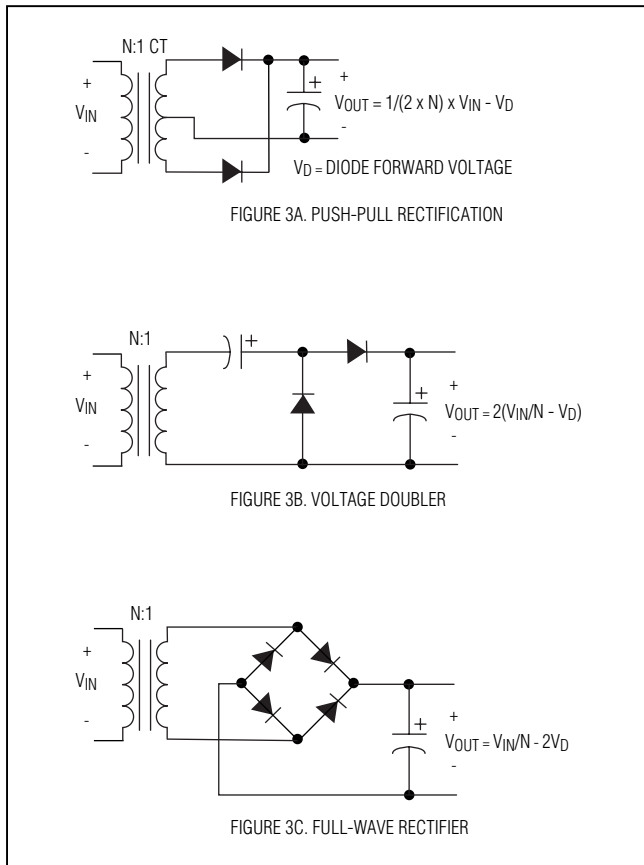 N:1 CT
+
VIN
-
+
+
VOUT = 1/(2 x N) x VIN - VD
-
VD = DIODE FORWARD VOLTAGE
FIGURE 3A. PUSH-PULL RECTIFICATION
N:1
+
+
VIN
-
+
+
VOUT = 2(VIN/N - VD)
-
FIGURE 3B. VOLTAGE DOUBLER
N:1
+
VIN
-
+
+
VOUT = VIN/N - 2VD
-
FIGURE 3C. FULL-WAVE RECTIFIER